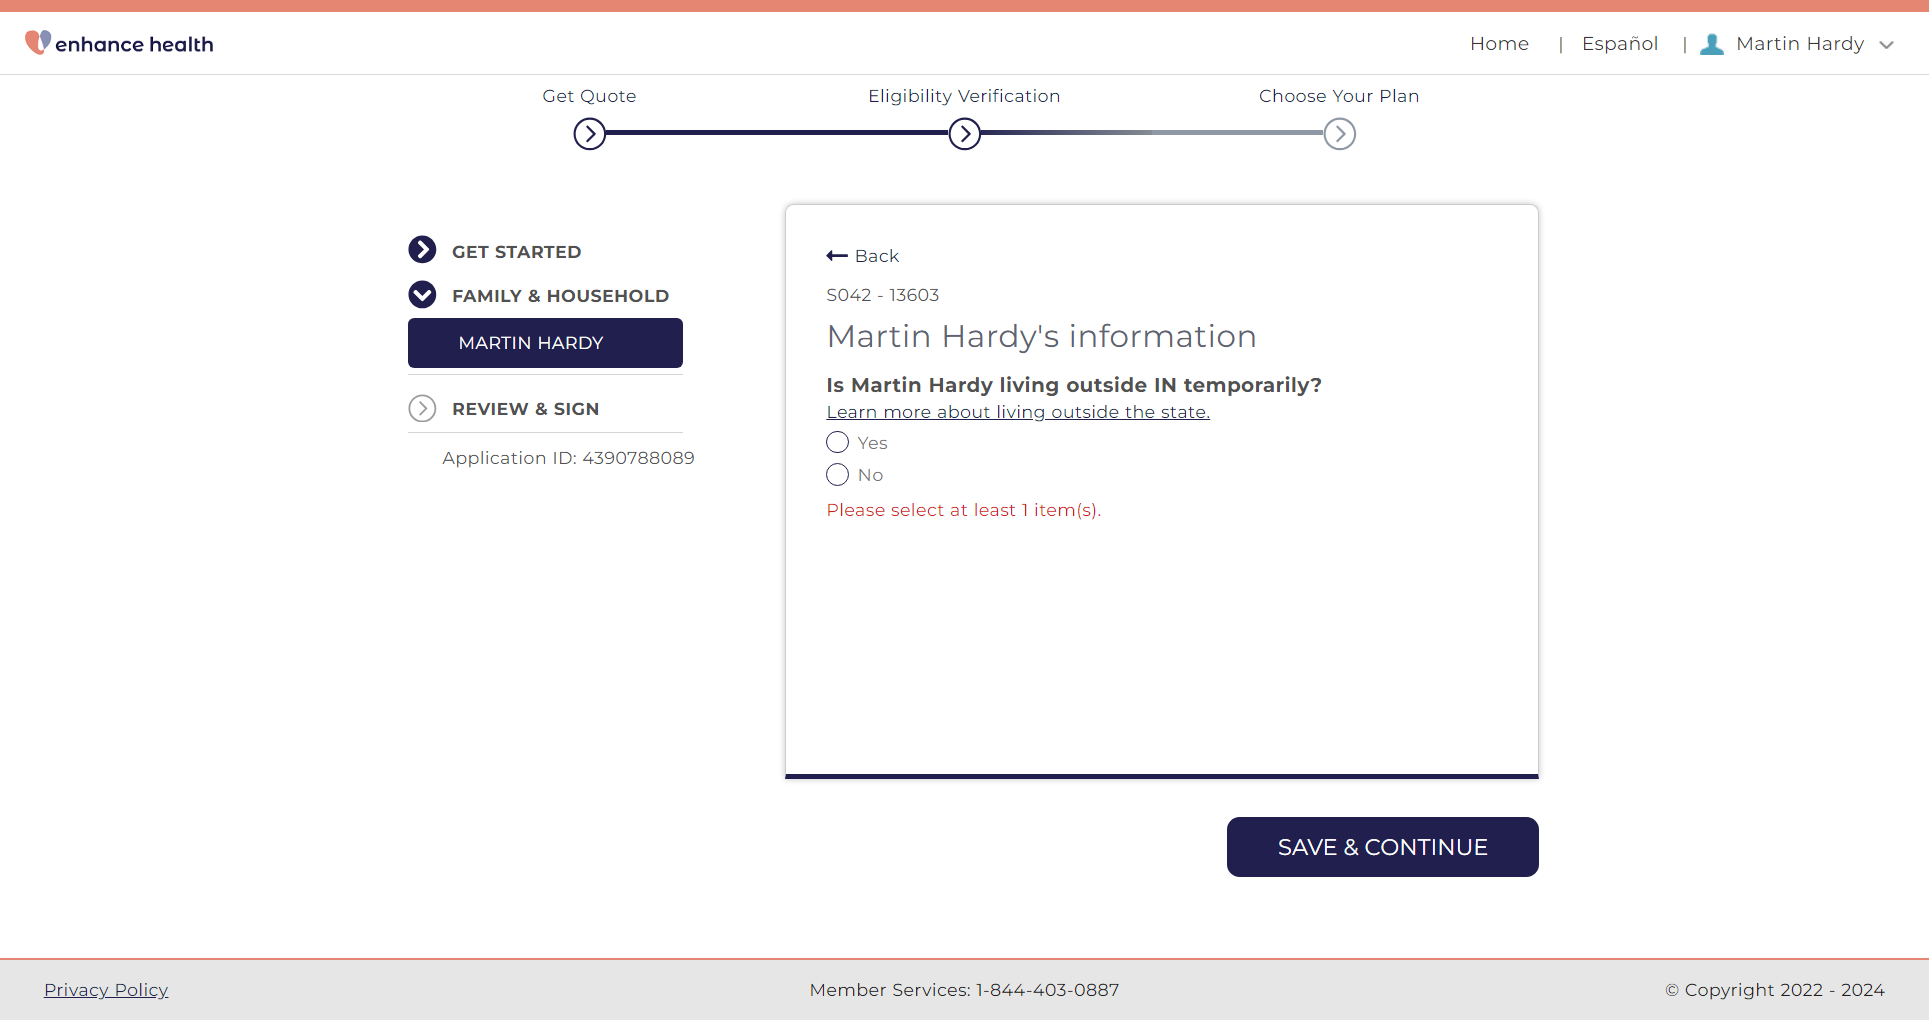 enhance health
Home | Español | Martin Hardy
Get Quote
Eligibility Verification
Choose Your Plan
GET STARTED
FAMILY & HOUSEHOLD
MARTIN HARDY
REVIEW & SIGN
Application ID: 4390788089
Back
S042 - 13603
Martin Hardy's information
Is Martin Hardy living outside IN temporarily?
Learn more about living outside the state.
Yes
No
Please select at least 1 item(s).
SAVE & CONTINUE
Privacy Policy
Member Services: 1-844-403-0887
© Copyright 2022 - 2024